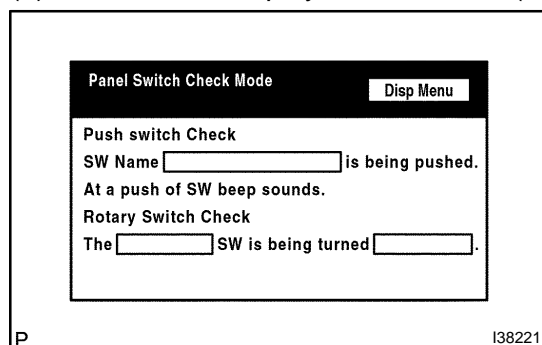 Panel Switch Check Mode
Disp Menu
Push switch Check
SW Name is being pushed.
At a push of SW beep sounds.
Rotary Switch Check
The SW is being turned .
P
I38221